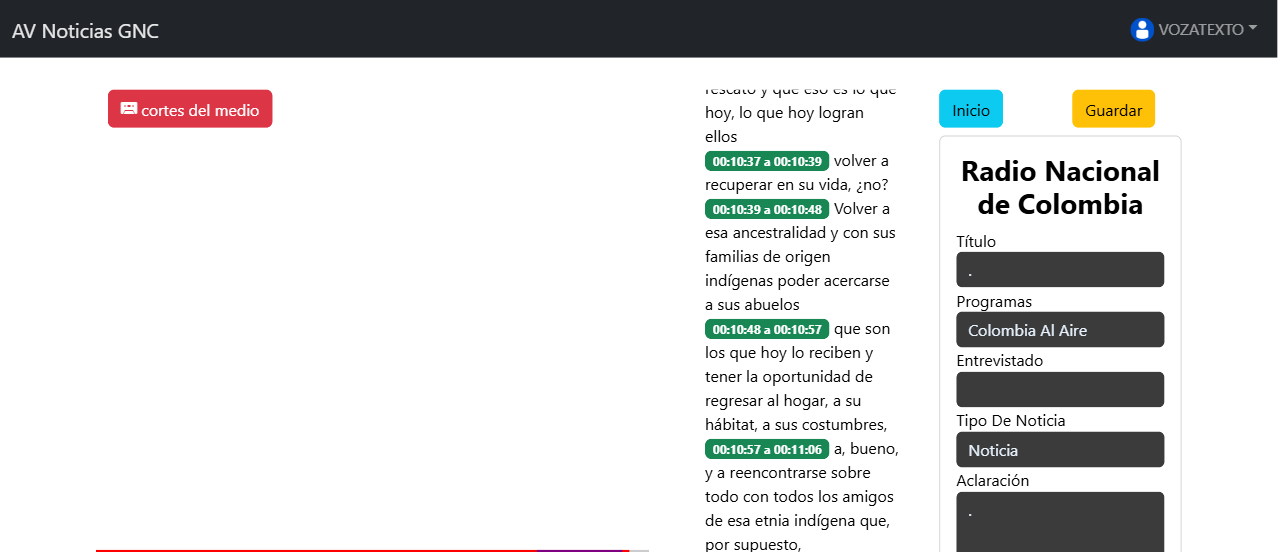 AV Noticias GNC
VOZATEXTO
cortes del medio
rescato y que eso es lo que
hoy, lo que hoy logran
ellos
00:10:37 a 00:10:39 volver a
recuperar en su vida, ¿no?
00:10:39 a 00:10:48 Volver a
esa ancestralidad y con sus
familias de origen
indígenas poder acercarse
a sus abuelos
00:10:48 a 00:10:57 que son
los que hoy lo reciben y
tener la oportunidad de
regresar al hogar, a su
hábitat, a sus costumbres,
00:10:57 a 00:11:06 a, bueno,
y a reencontrarse sobre
todo con todos los amigos
de esa etnia indígena que,
por supuesto,
Inicio
Guardar
Radio Nacional
de Colombia
Título
.
Programas
Colombia Al Aire
Entrevistado
Tipo De Noticia
Noticia
Aclaración
.